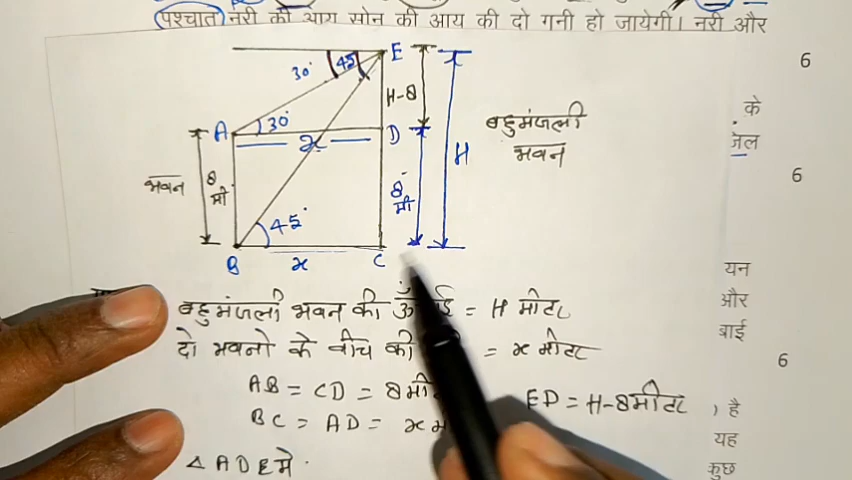 पश्चात नरी की आय सोन की आय की दो गनी हो जायेगी। नरी और
6
E
30° 45°
H-8
H
बहुमंजली
भवन
A 30° D
x
भवन
8
मी
8
मी
45°
B x C
के
जेल
6
यन
और
बाई
6
बहुमंजली भवन की = H मीटर
दो भवनो के बीच की = x मीटर
AB = CD = 8 ED = H-8 मीटर
BC = AD = x
△ ADE मे
) है
यह
कुछ